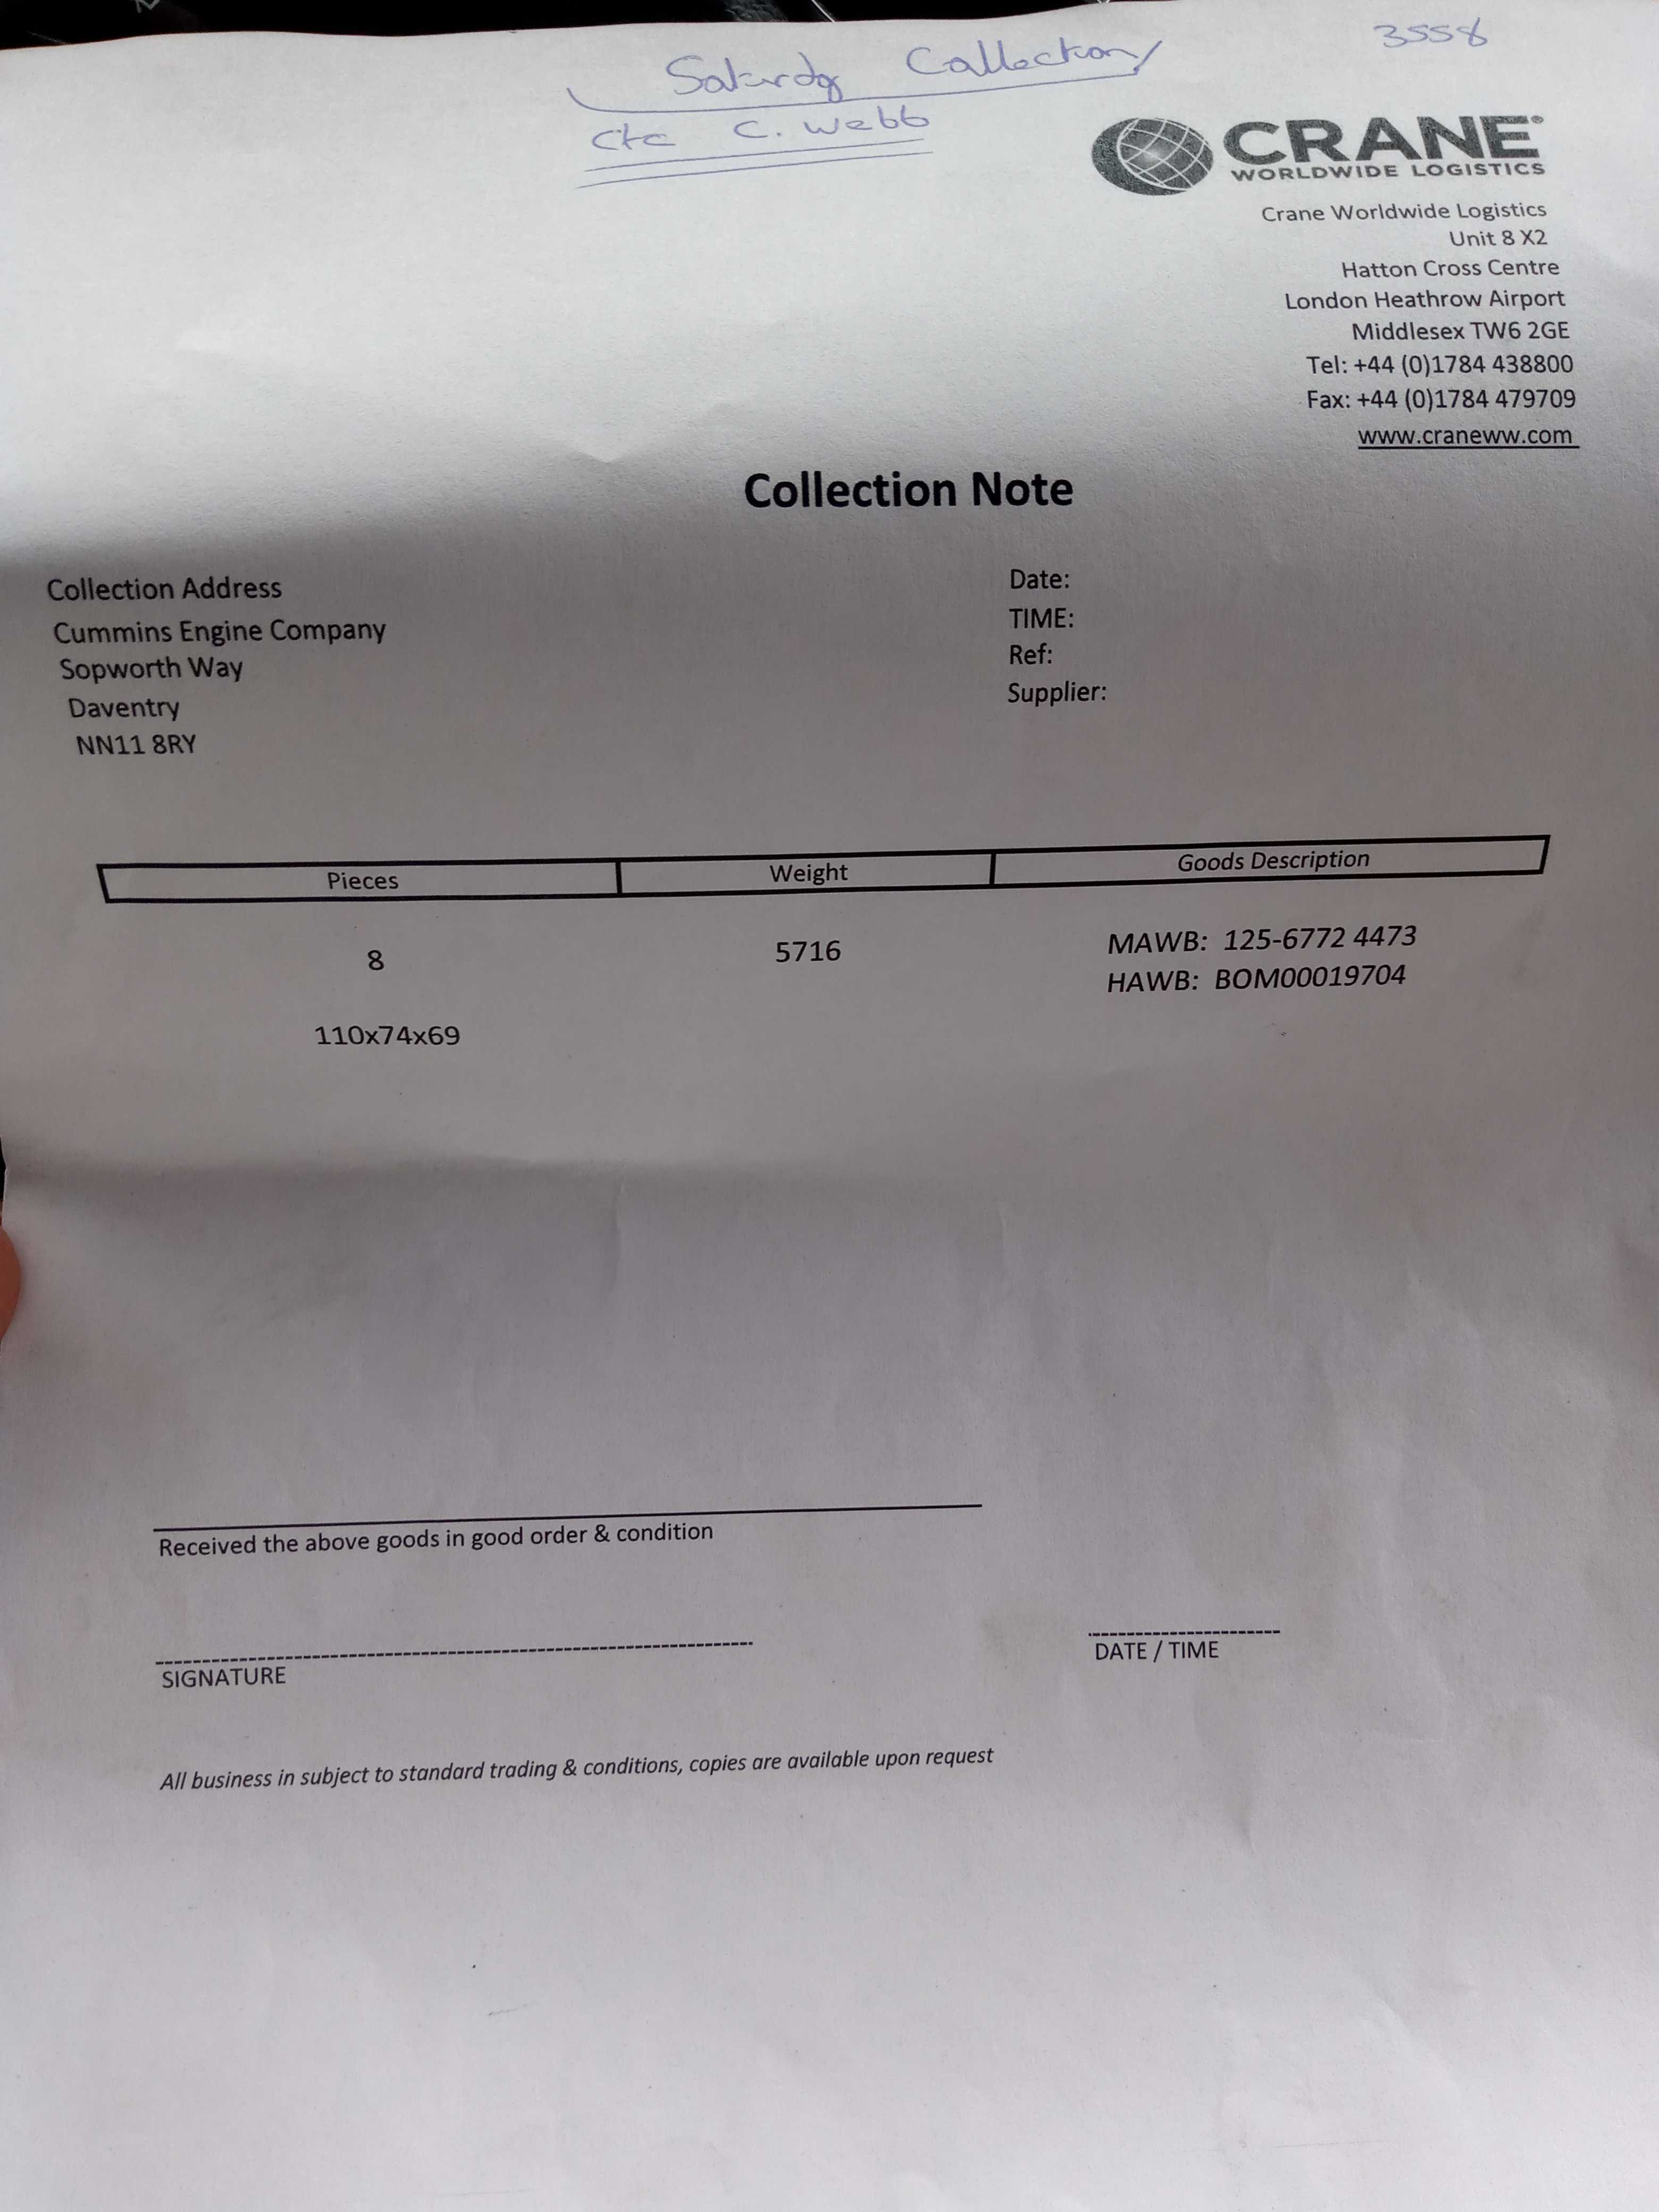 Saturday Collection
3558
ctc C. Webb
CRANE
WORLDWIDE LOGISTICS
Crane Worldwide Logistics
Unit 8 X2
Hatton Cross Centre
London Heathrow Airport
Middlesex TW6 2GE
Tel: +44 (0)1784 438800
Fax: +44 (0)1784 479709
www.craneww.com
Collection Note
Collection Address
Cummins Engine Company
Sopworth Way
Daventry
NN11 8RY
Date:
TIME:
Ref:
Supplier:
Pieces Weight Goods Description
8 5716 MAWB: 125-6772 4473
HAWB: BOM00019704
110x74x69
Received the above goods in good order & condition
SIGNATURE
DATE / TIME
All business in subject to standard trading & conditions, copies are available upon request